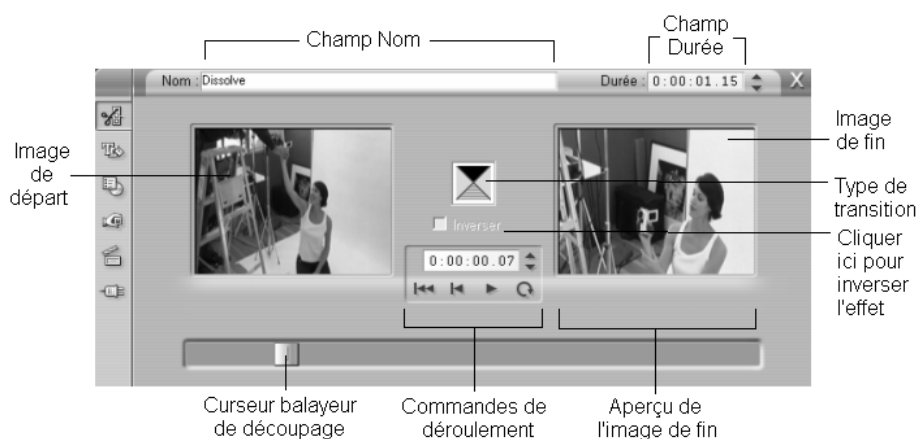 Champ Nom
Champ
Durée
Nom : Dissolve
Durée : 0:00:01.15
X
Image
de
départ
Image
de fin
Type de
transition
Inverser
Cliquer
ici pour
inverser
l'effet
0:00:00.07
Curseur balayeur
de découpage
Commandes de
déroulement
Aperçu de
l'image de fin